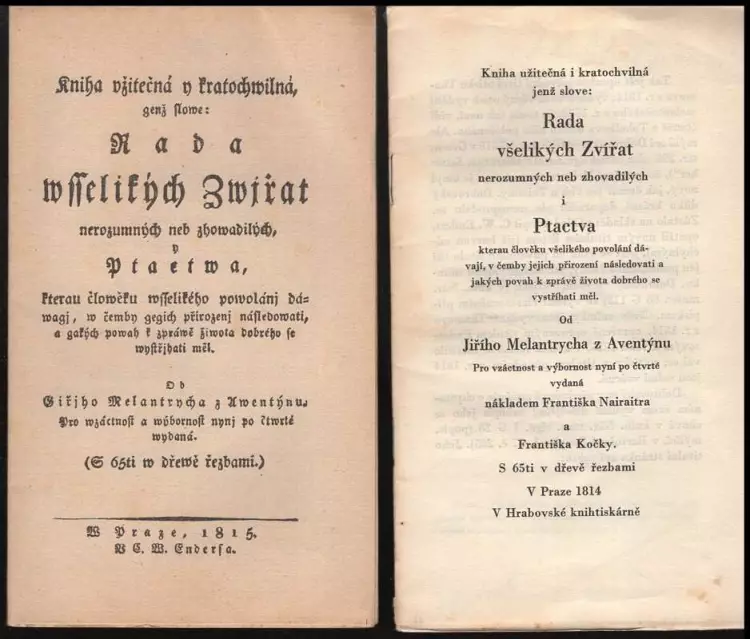 Kniha vžitečná y kratochwilná,
genž slowe:
Rada
wsselikých Zwjřat
nerozumných neb zhowadilých,
y
Ptactwa,
kterau člowěku wsselikého powolánj dá-
wagj, w čemby gegich přirozenj následowati,
a gakých powah k zpráwě žiwota dobrého se
wystřjhati měl.
Od
Giřjho Melantrycha z Awentýnu.
Pro wzáctnost a wýbornost nynj po čtwrté
wydaná.
(S 65ti w dřewě řezbami.)
W Praze, 1815.
V C. W. Endersa.
Kniha užitečná i kratochvilná
jenž slove:
Rada
všelikých Zvířat
nerozumných neb zhovadilých
i
Ptactva
kterau člověku všelikého povolání dá-
vají, v čemby jejich přirození následovati a
jakých povah k zprávě života dobrého se
vystříhati měl.
Od
Jiřího Melantrycha z Aventýnu
Pro vzáctnost a výbornost nyní po čtvrté
vydaná
nákladem Františka Nairaitra
a
Františka Kočky.
S 65ti v dřevě řezbami
V Praze 1814
V Hrabovské knihtiskárně